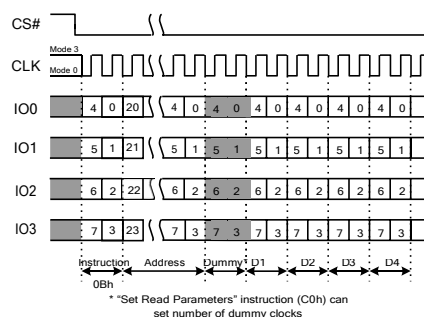 CS#
Mode 3
CLK
Mode 0
IO0 4 0 20 4 0 4 0 4 0 4 0 4 0 4 0
IO1 5 1 21 5 1 5 1 5 1 5 1 5 1 5 1
IO2 6 2 22 6 2 6 2 6 2 6 2 6 2 6 2
IO3 7 3 23 7 3 7 3 7 3 7 3 7 3 7 3
Instruction Address Dummy* D1 D2 D3 D4
0Bh
* "Set Read Parameters" instruction (C0h) can
set number of dummy clocks